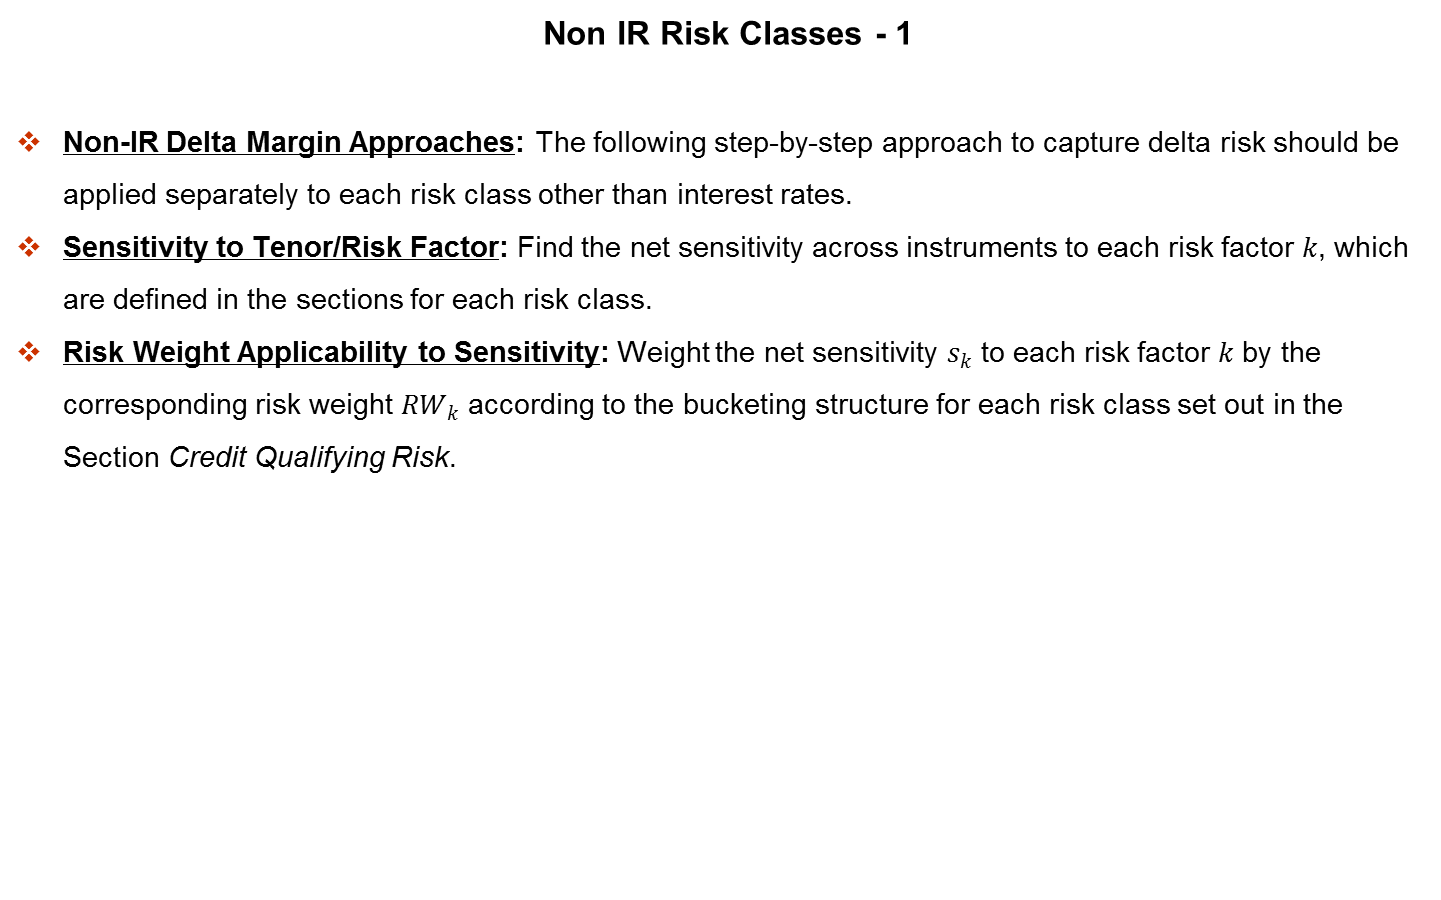 Non IR Risk Classes - 1
❖ Non-IR Delta Margin Approaches: The following step-by-step approach to capture delta risk should be
applied separately to each risk class other than interest rates.
❖ Sensitivity to Tenor/Risk Factor: Find the net sensitivity across instruments to each risk factor 𝑘, which
are defined in the sections for each risk class.
❖ Risk Weight Applicability to Sensitivity: Weight the net sensitivity 𝑠ₖ to each risk factor 𝑘 by the
corresponding risk weight 𝑅𝑊ₖ according to the bucketing structure for each risk class set out in the
Section Credit Qualifying Risk.